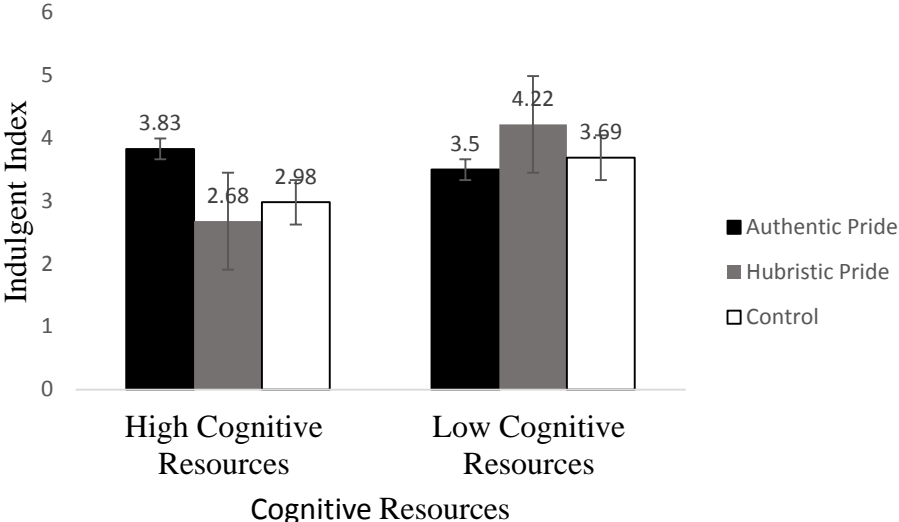 6
5
4
3
2
1
0
Indulgent Index
3.83
2.68
2.98
3.5
4.22
3.69
High Cognitive
Resources
Low Cognitive
Resources
Cognitive Resources
Authentic Pride
Hubristic Pride
Control